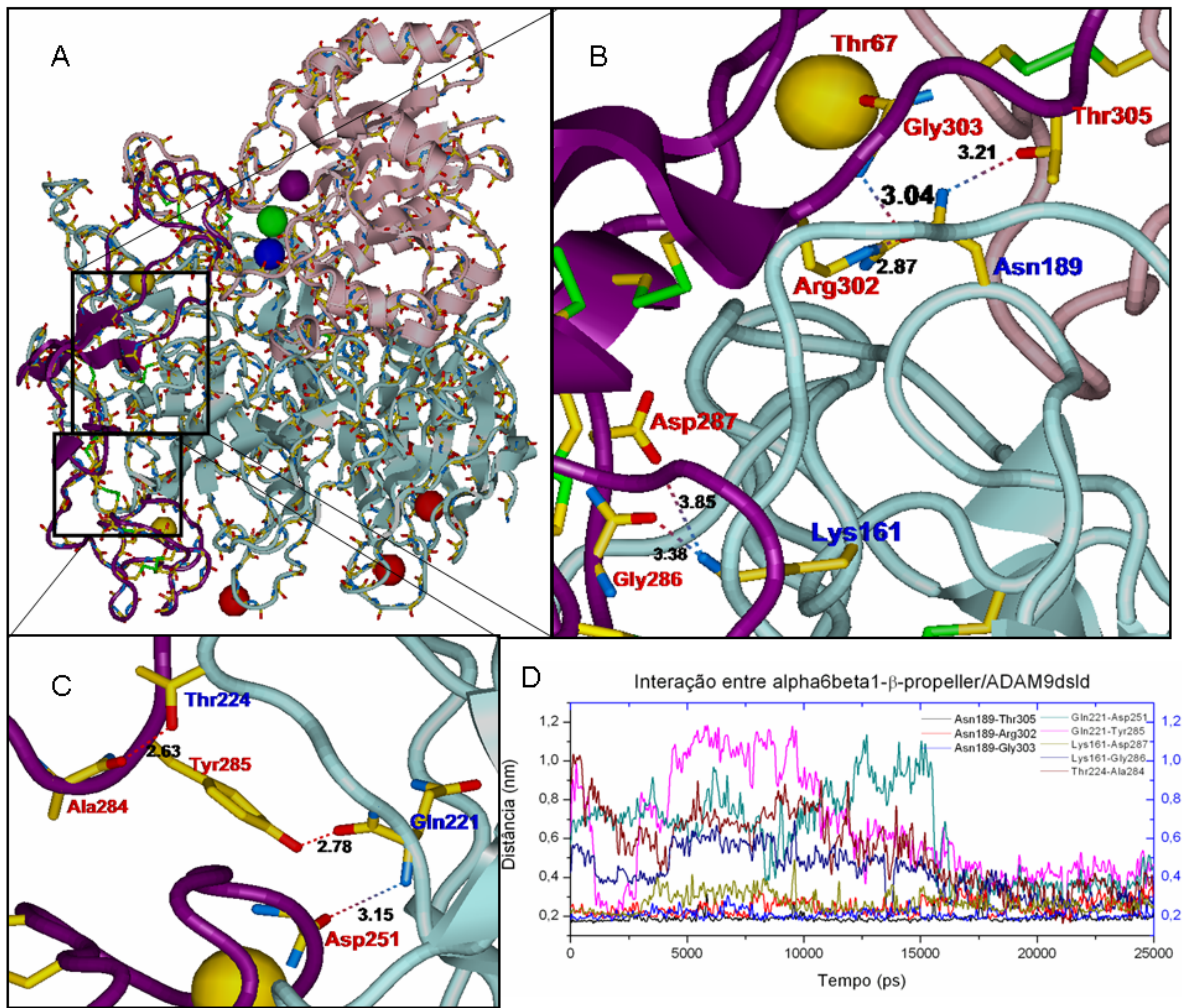 A
B
Thr67
Gly303
Thr305
3.21
3.04
2.87
Arg302
Asn189
Asp287
3.85
Lys161
3.38
Gly286
C
Thr224
2.63
Tyr285
Ala284
Gln221
2.78
3.15
Asp251
D
Interação entre alpha6beta1-β-propeller/ADAM9dsld
Asn189-Thr305
Asn189-Arg302
Asn189-Gly303
Gln221-Asp251
Gln221-Tyr285
Lys161-Asp287
Lys161-Gly286
Thr224-Ala284
Distância (nm)
1,2
1,0
0,8
0,6
0,4
0,2
1,2
1,0
0,8
0,6
0,4
0,2
0
5000
10000
15000
20000
25000
Tempo (ps)